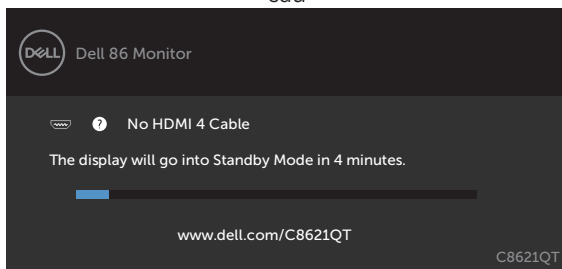 DELL Dell 86 Monitor
? No HDMI 4 Cable
The display will go into Standby Mode in 4 minutes.
www.dell.com/C8621QT
C8621QT